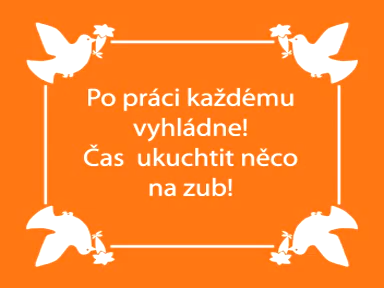 Po práci každému
vyhládne!
Čas  ukuchtit něco
na zub!